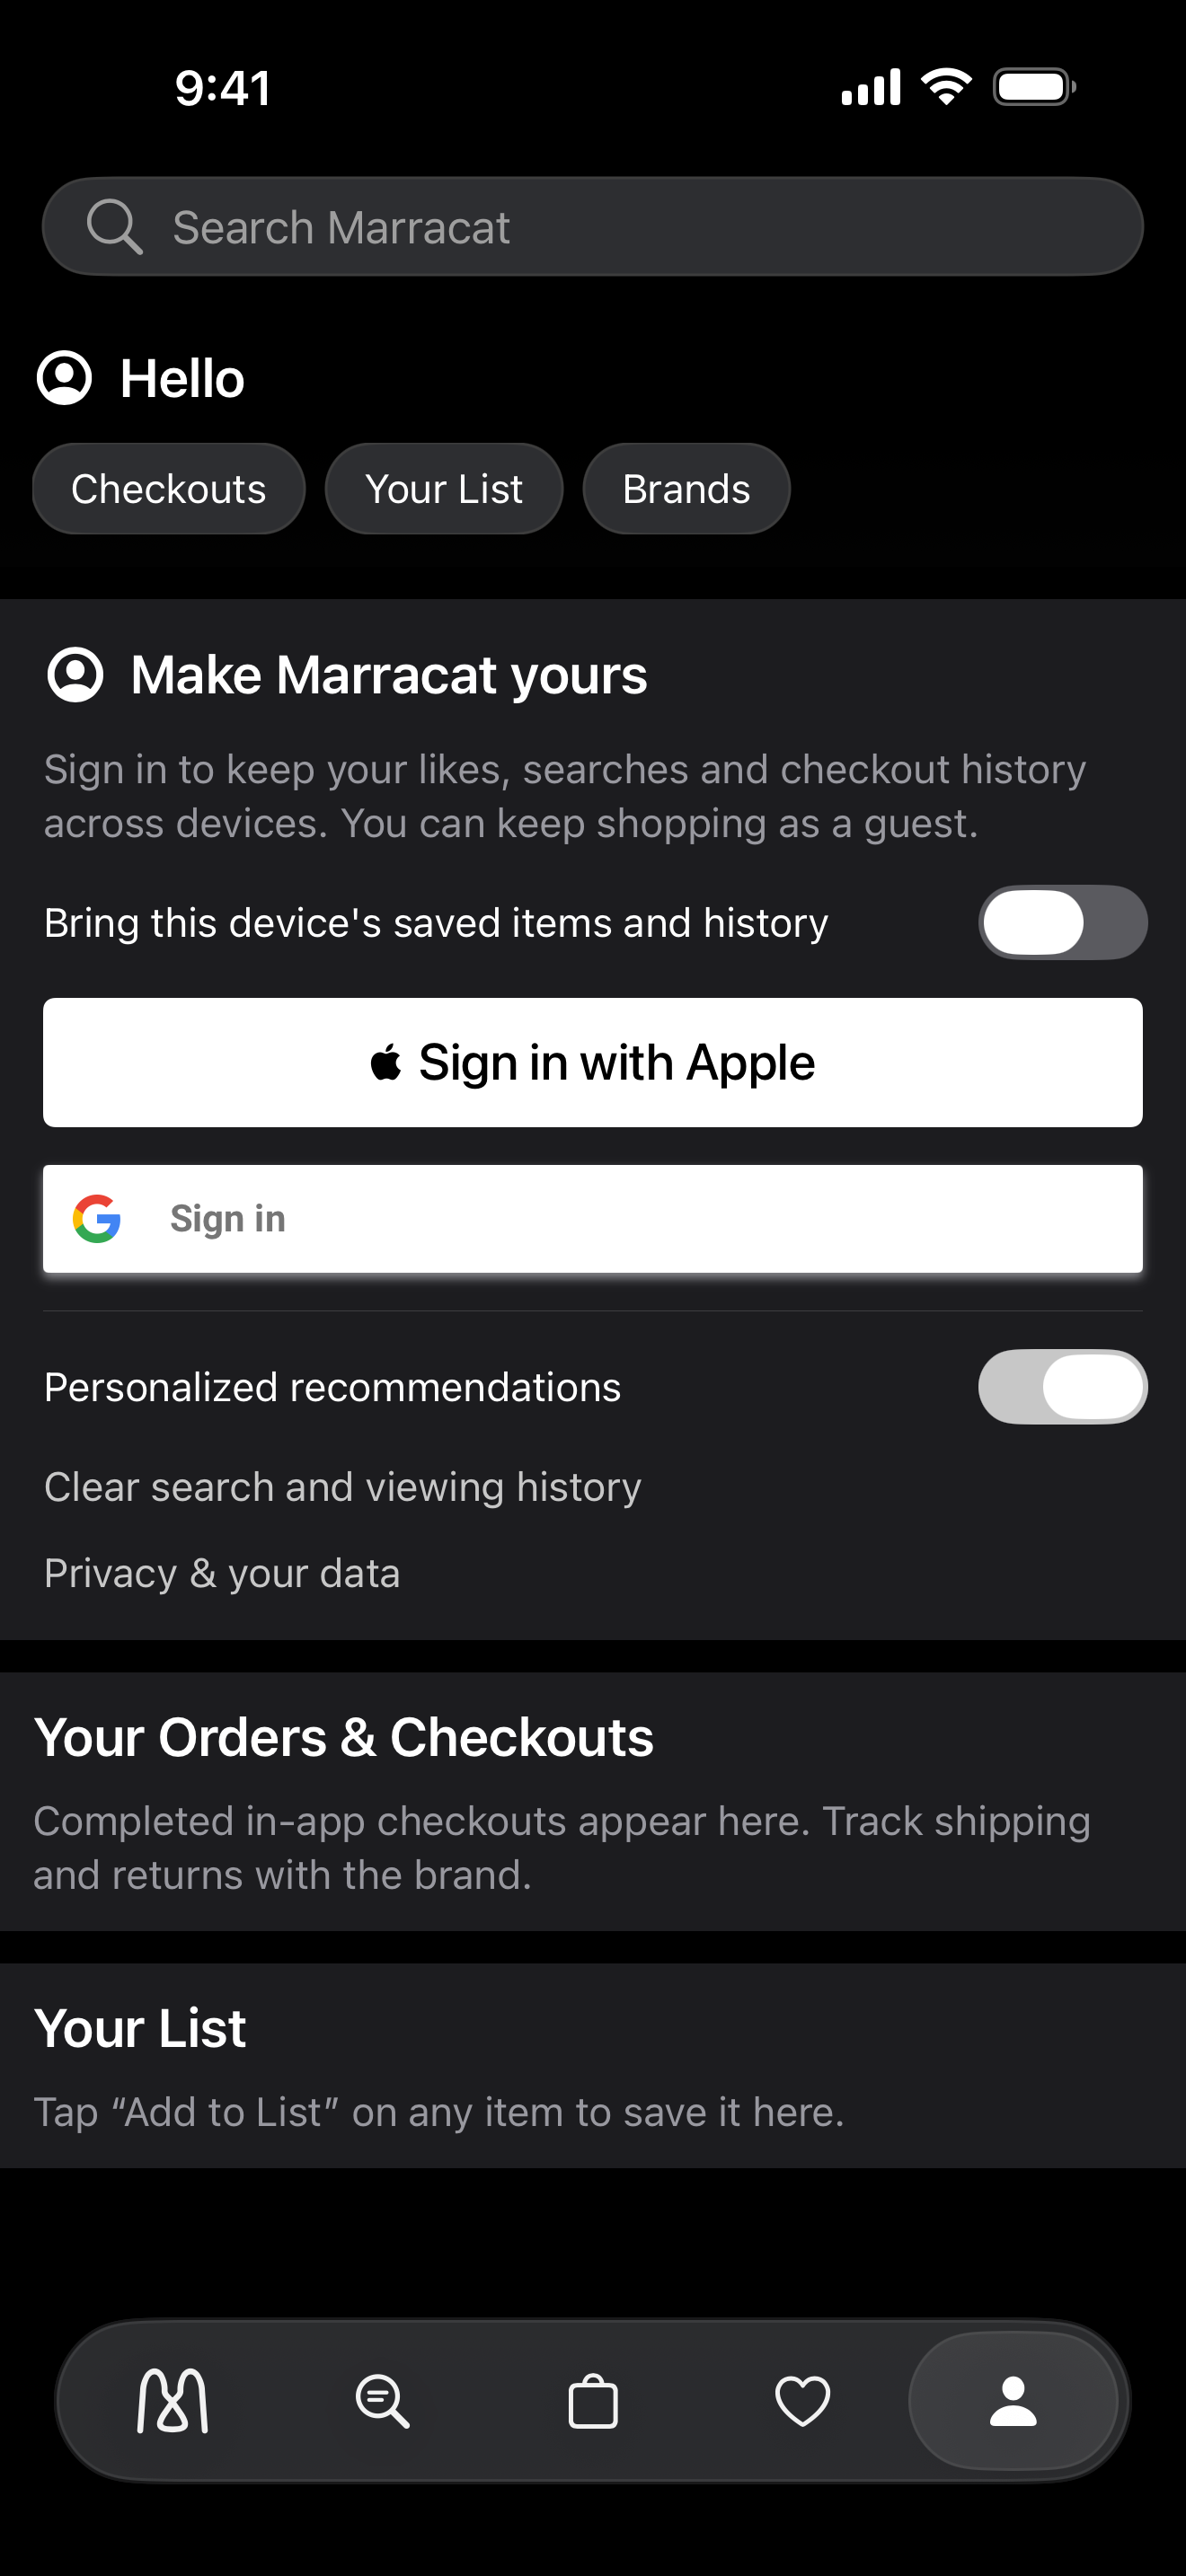 9:41
Search Marracat
Hello
Checkouts
Your List
Brands
Make Marracat yours
Sign in to keep your likes, searches and checkout history
across devices. You can keep shopping as a guest.
Bring this device's saved items and history
Sign in with Apple
Sign in
Personalized recommendations
Clear search and viewing history
Privacy & your data
Your Orders & Checkouts
Completed in-app checkouts appear here. Track shipping
and returns with the brand.
Your List
Tap “Add to List” on any item to save it here.